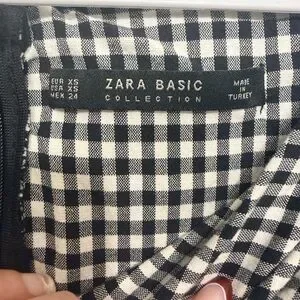 EUR XS
USA XS
MEX 24
ZARA BASIC
COLLECTION
MADE
IN
TURKEY